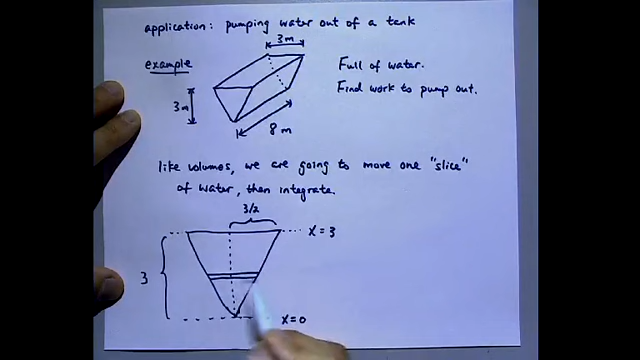 application: pumping water out of a tank
3m
example
Full of water.
Find work to pump out.
3m
8m
like volumes, we are going to move one "slice"
of water, then integrate.
3/2
x=3
3
x=0